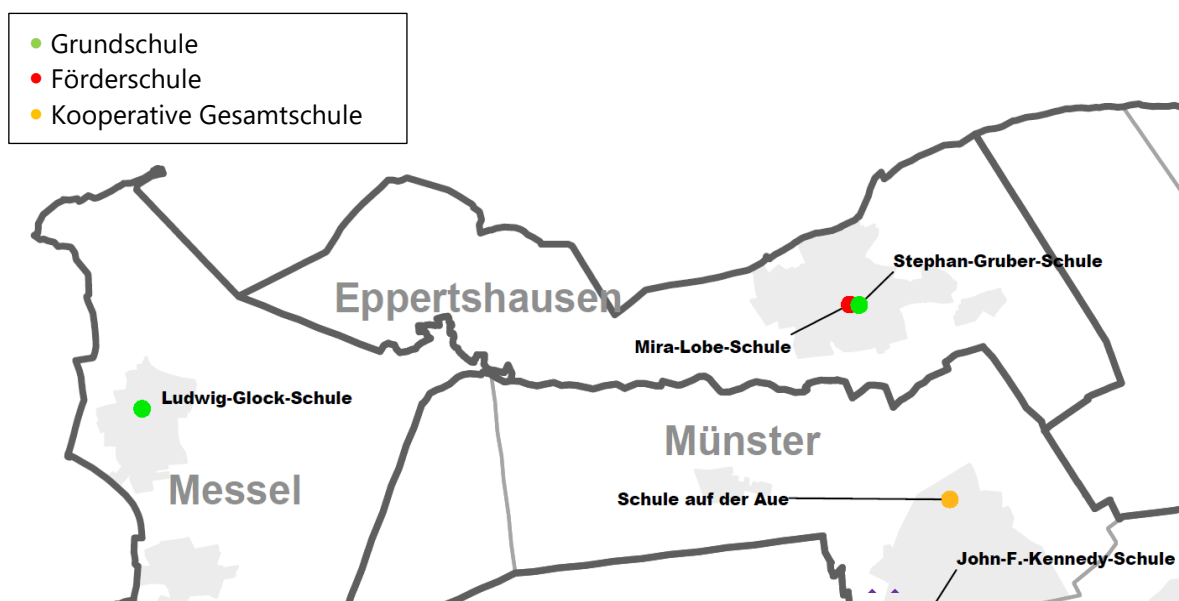 Grundschule
Förderschule
Kooperative Gesamtschule
Stephan-Gruber-Schule
Eppertshausen
Mira-Lobe-Schule
Ludwig-Glock-Schule
Münster
Messel
Schule auf der Aue
John-F.-Kennedy-Schule